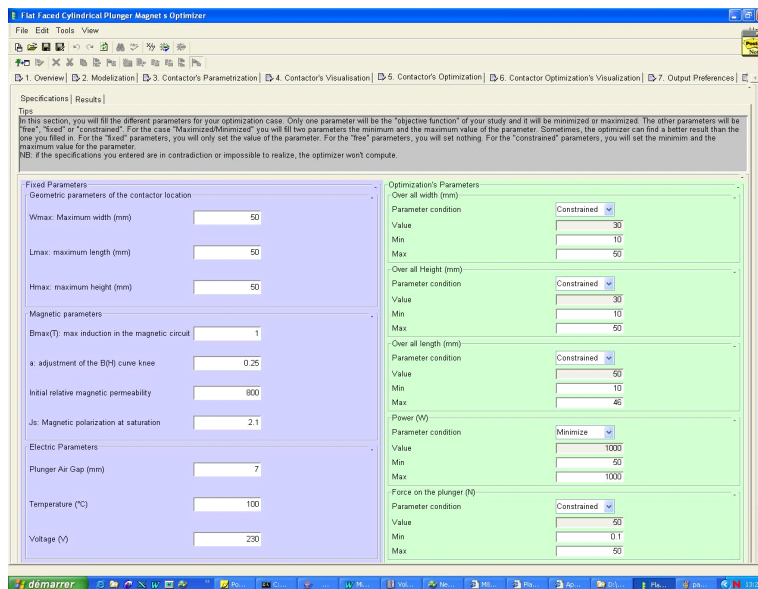 Flat Faced Cylindrical Plunger Magnet s Optimizer
File Edit Tools View
1. Overview 2. Modelization 3. Contactor's Parametrization 4. Contactor's Visualisation 5. Contactor's Optimization 6. Contactor Optimization's Visualization 7. Output Preferences
Specifications Results
Tips
In this section, you will fill the different parameters for your optimization case. Only one parameter will be the "objective function" of your study and it will be minimized or maximized. The other parameters will be
"free", "fixed" or "constrained". For the case "Maximized/Minimized" you will fill two parameters the minimum and the maximum value of the parameter. Sometimes, the optimizer can find a better result than the
one you filled in. For the "fixed" parameters, you will only set the value of the parameter. For the "free" parameters, you will set nothing. For the "constrained" parameters, you will set the minimim and the
maximum value for the parameter.
NB: if the specifications you entered are in contradiction or impossible to realize, the optimizer won't compute.
Fixed Parameters
Geometric parameters of the contactor location
Wmax: Maximum width (mm) 50
Lmax: maximum length (mm) 50
Hmax: maximum height (mm) 50
Magnetic parameters
Bmax(T): max induction in the magnetic circuit 1
a: adjustment of the B(H) curve knee 0.25
Initial relative magnetic permeability 800
Js: Magnetic polarization at saturation 2.1
Electric Parameters
Plunger Air Gap (mm) 7
Temperature (°C) 100
Voltage (V) 230
Optimization's Parameters
Over all width (mm)
Parameter condition Constrained
Value 30
Min 10
Max 50
Over all Height (mm)
Parameter condition Constrained
Value 30
Min 10
Max 50
Over all length (mm)
Parameter condition Constrained
Value 50
Min 10
Max 46
Power (W)
Parameter condition Minimize
Value 1000
Min 50
Max 1000
Force on the plunger (N)
Parameter condition Constrained
Value 50
Min 0.1
Max 50
démarrer Po... C:... Mi... Vol... Ne... M8... Pla... Ap... D:\... Fla... pa...